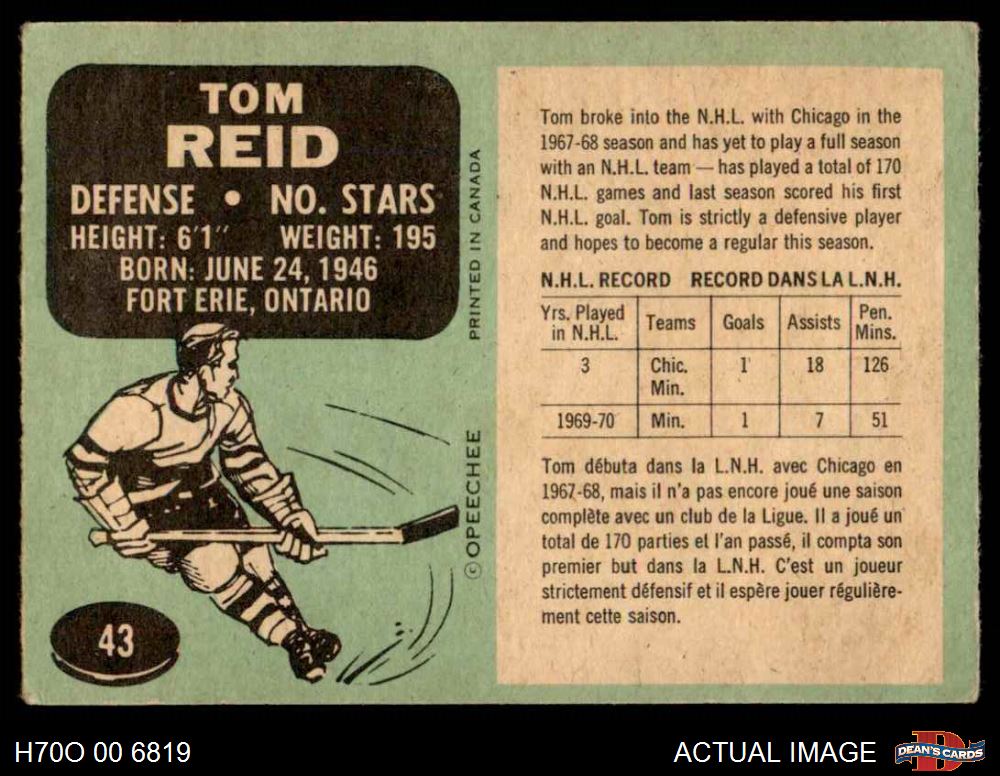 TOM
REID
DEFENSE • NO. STARS
HEIGHT: 6'1" WEIGHT: 195
BORN: JUNE 24, 1946
FORT ERIE, ONTARIO
PRINTED IN CANADA
©OPEECHEE
43
Tom broke into the N.H.L. with Chicago in the
1967-68 season and has yet to play a full season
with an N.H.L. team — has played a total of 170
N.H.L. games and last season scored his first
N.H.L. goal. Tom is strictly a defensive player
and hopes to become a regular this season.
N.H.L. RECORD RECORD DANS LA L.N.H.
Yrs. Played in N.H.L. Teams Goals Assists Pen. Mins.
3 Chic. Min. 1 18 126
1969-70 Min. 1 7 51
Tom débuta dans la L.N.H. avec Chicago en
1967-68, mais il n'a pas encore joué une saison
complète avec un club de la Ligue. Il a joué un
total de 170 parties et l'an passé, il compta son
premier but dans la L.N.H. C'est un joueur
strictement défensif et il espère jouer régulière-
ment cette saison.
H70O 00 6819
ACTUAL IMAGE
DEAN'S CARDS